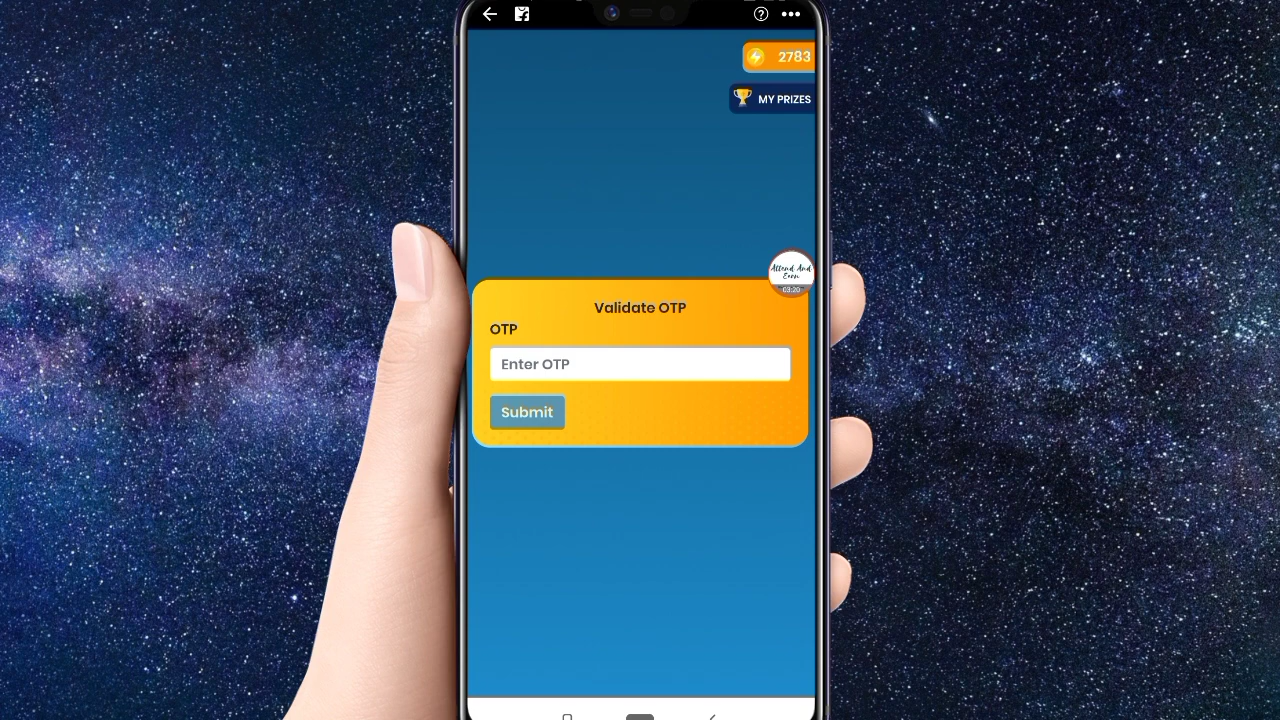 2783
MY PRIZES
Attend And
Earn
03:20
Validate OTP
OTP
Enter OTP
Submit